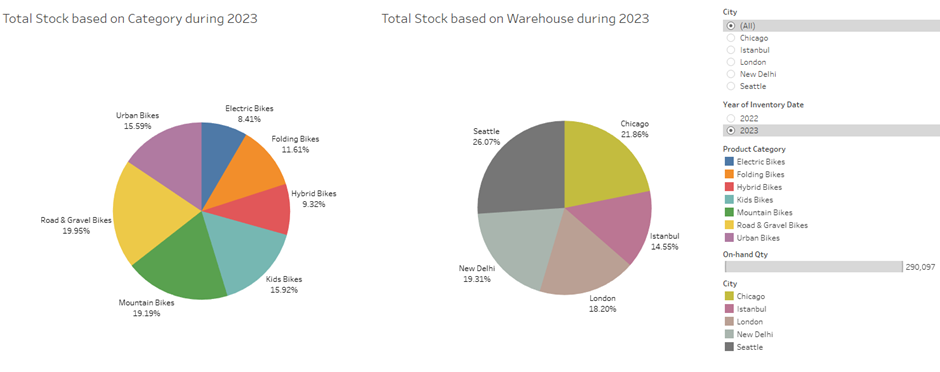 Total Stock based on Category during 2023
Electric Bikes
8.41%
Folding Bikes
11.61%
Hybrid Bikes
9.32%
Kids Bikes
15.92%
Mountain Bikes
19.19%
Road & Gravel Bikes
19.95%
Urban Bikes
15.59%
Total Stock based on Warehouse during 2023
Chicago
21.86%
Istanbul
14.55%
London
18.20%
New Delhi
19.31%
Seattle
26.07%
City
(All)
Chicago
Istanbul
London
New Delhi
Seattle
Year of Inventory Date
2022
2023
Product Category
Electric Bikes
Folding Bikes
Hybrid Bikes
Kids Bikes
Mountain Bikes
Road & Gravel Bikes
Urban Bikes
On-hand Qty
290,097
City
Chicago
Istanbul
London
New Delhi
Seattle